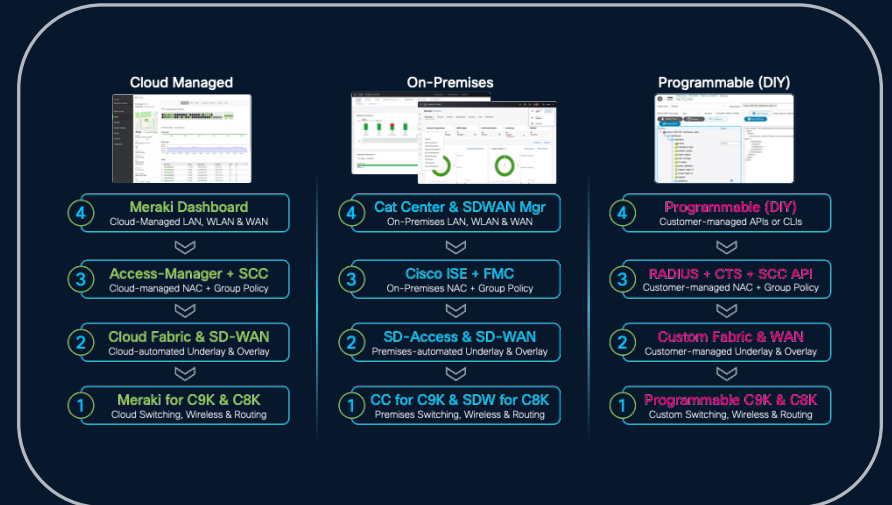 Cloud Managed
4
Meraki Dashboard
Cloud-Managed LAN, WLAN & WAN
3
Access-Manager + SCC
Cloud-managed NAC + Group Policy
2
Cloud Fabric & SD-WAN
Cloud-automated Underlay & Overlay
1
Meraki for C9K & C8K
Cloud Switching, Wireless & Routing
On-Premises
4
Cat Center & SDWAN Mgr
On-Premises LAN, WLAN & WAN
3
Cisco ISE + FMC
On-Premises NAC + Group Policy
2
SD-Access & SD-WAN
Premises-automated Underlay & Overlay
1
CC for C9K & SDW for C8K
Premises Switching, Wireless & Routing
Programmable (DIY)
4
Programmable (DIY)
Customer-managed APIs or CLIs
3
RADIUS + CTS + SCC API
Customer-managed NAC + Group Policy
2
Custom Fabric & WAN
Customer-managed Underlay & Overlay
1
Programmable C9K & C8K
Custom Switching, Wireless & Routing